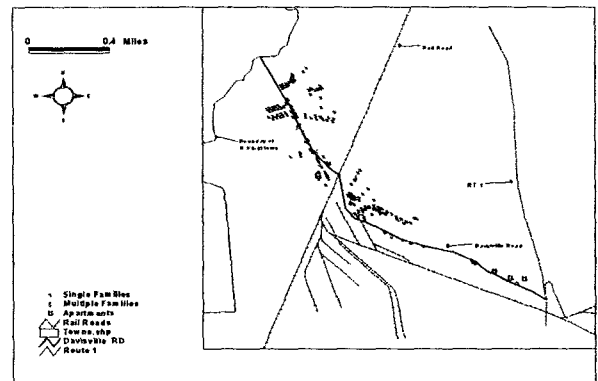 0 0.4 Miles
N
W E
S
Rail Road
Boundary of
RT 1
Davisville Road
Single Families
Multiple Families
Apartments
Rail Roads
Township
Davisville RD
Route 1